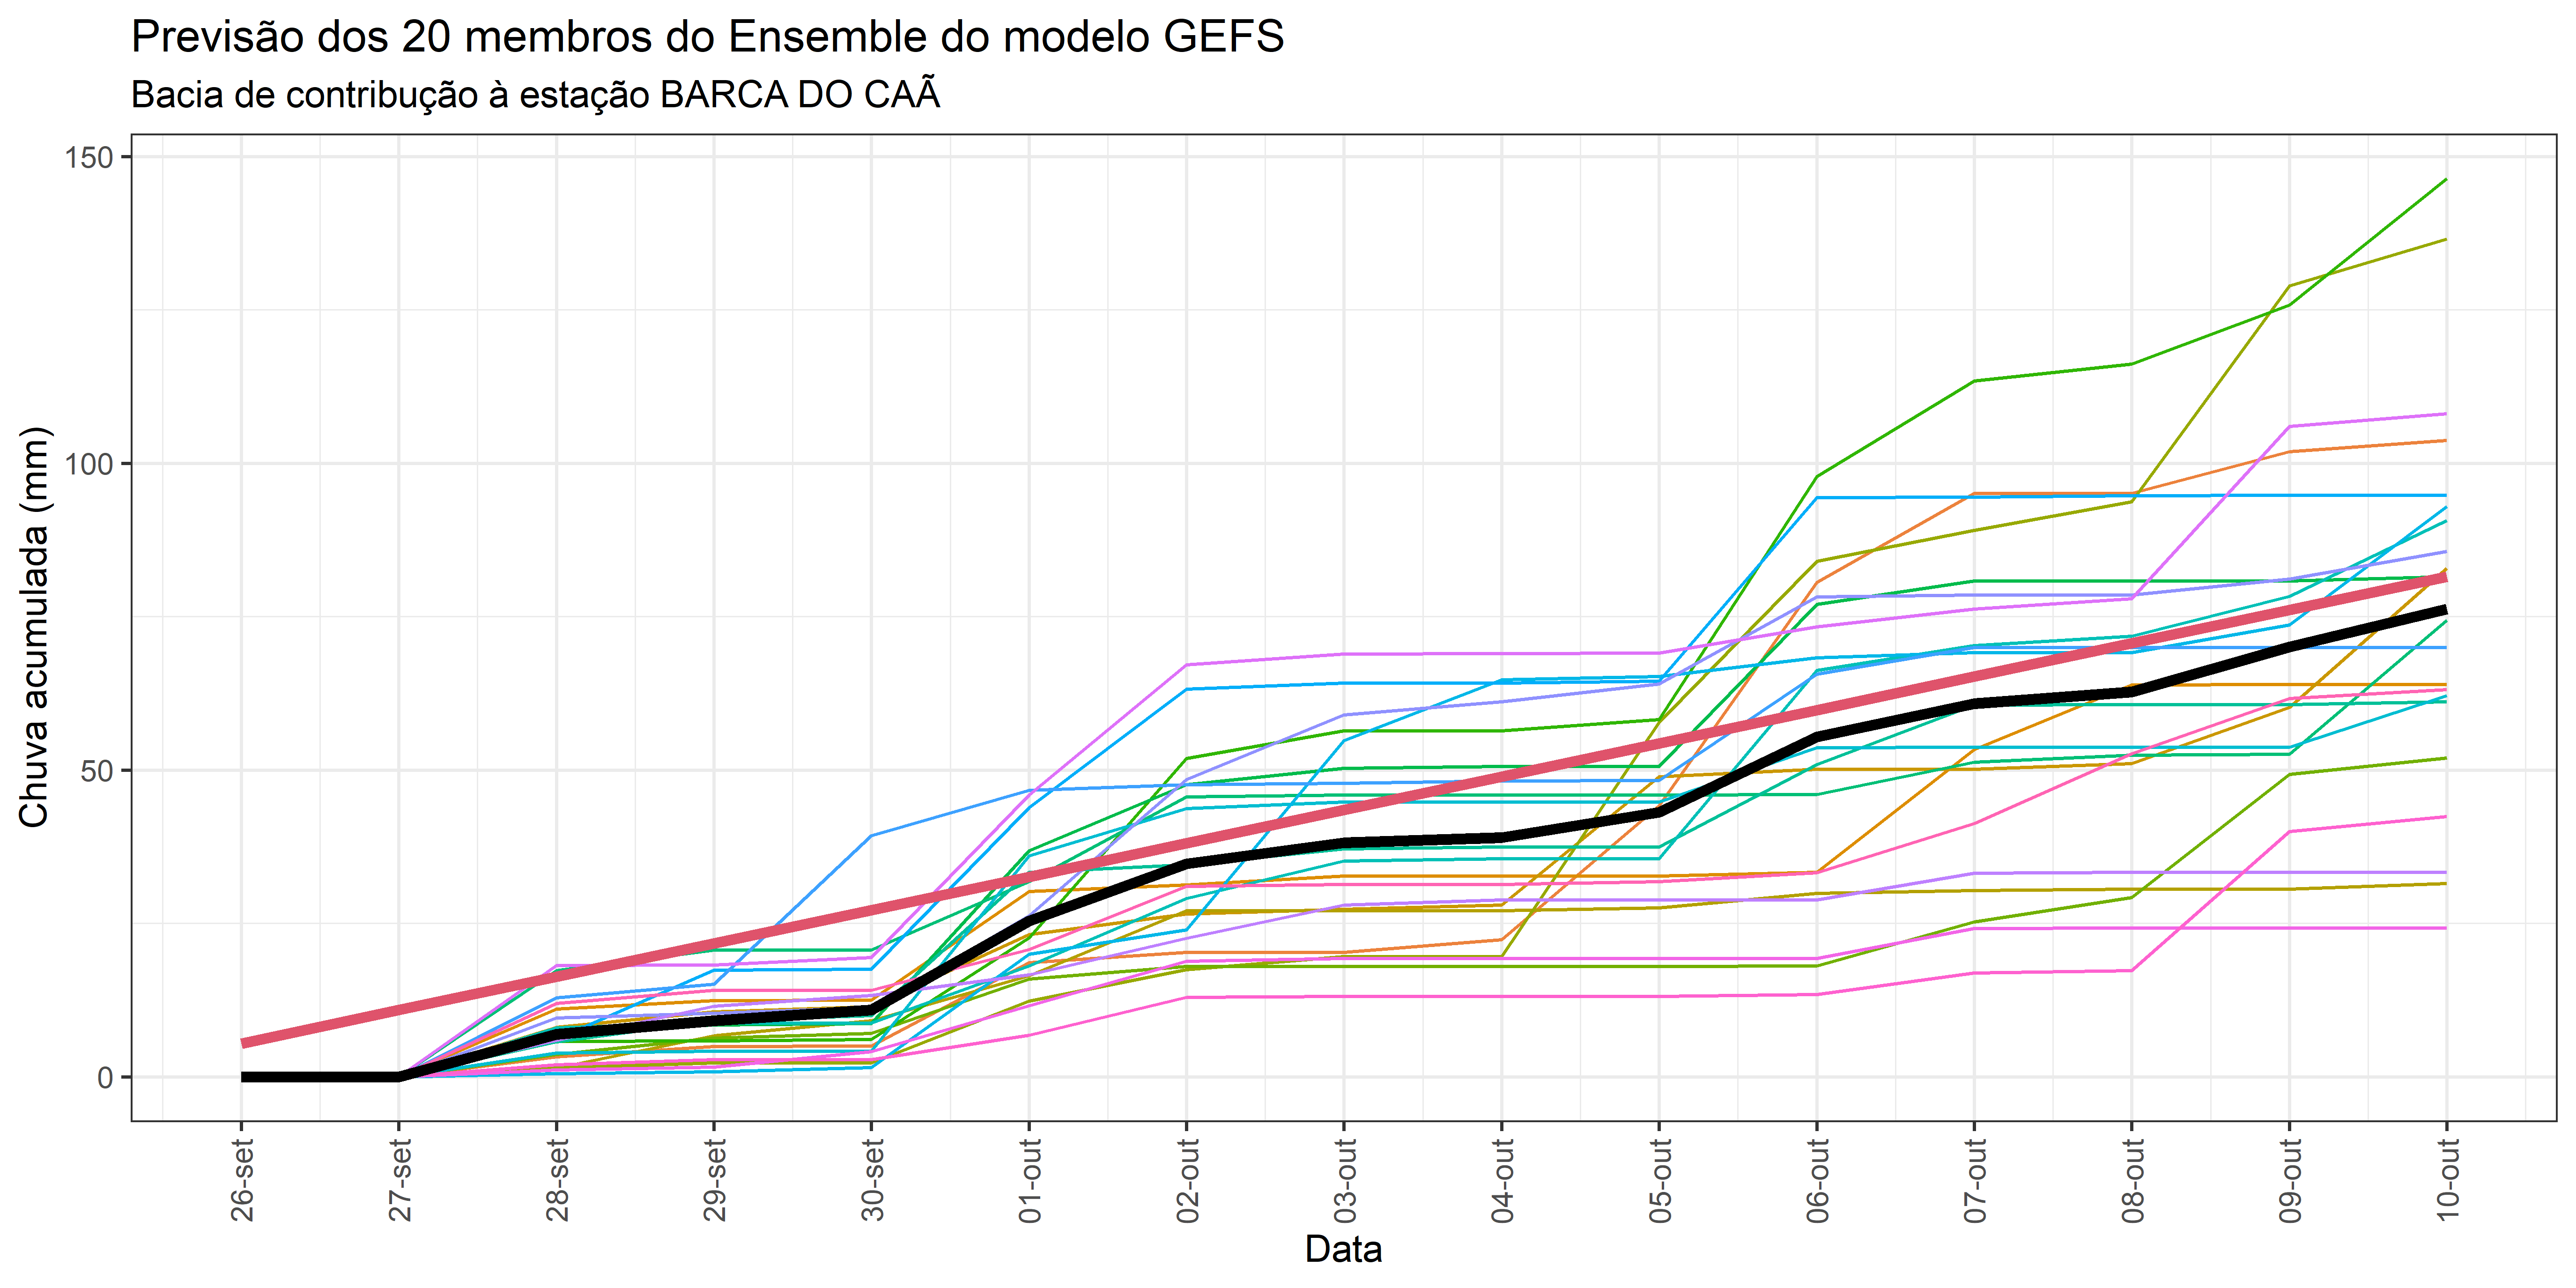 Previsão dos 20 membros do Ensemble do modelo GEFS
Bacia de contribução à estação BARCA DO CAÃ
Chuva acumulada (mm)
150
100
50
0
26-set
27-set
28-set
29-set
30-set
01-out
02-out
03-out
04-out
05-out
06-out
07-out
08-out
09-out
10-out
Data